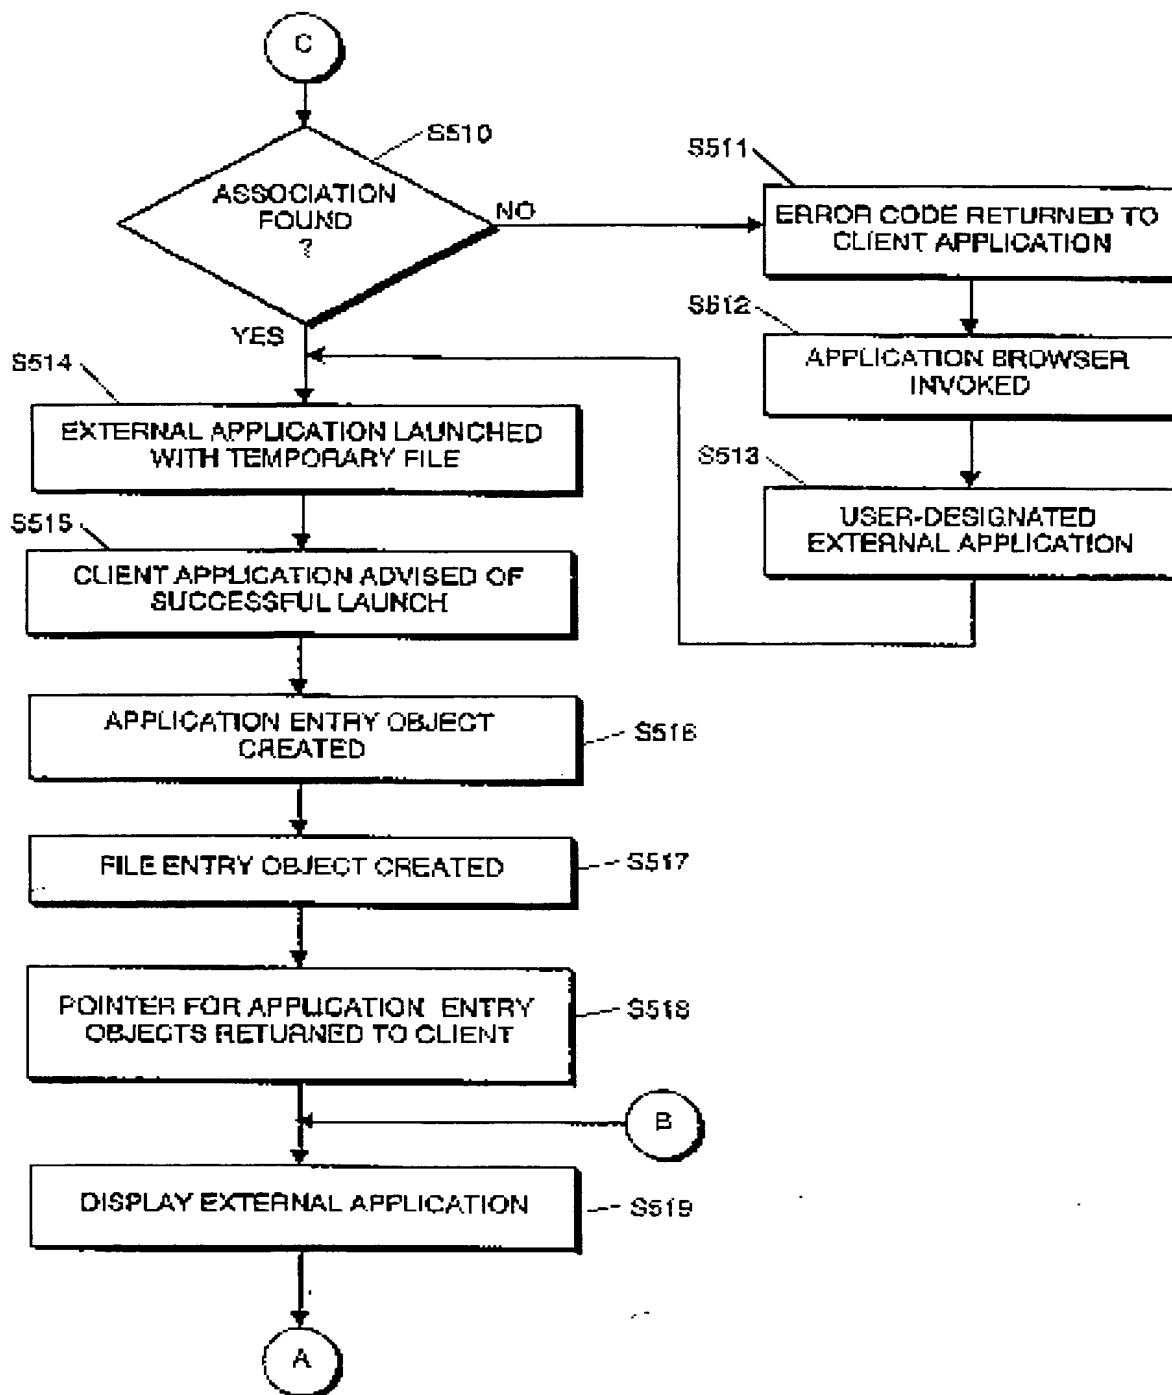 C
S510
ASSOCIATION
FOUND
?
NO
YES
S511
ERROR CODE RETURNED TO
CLIENT APPLICATION
S512
APPLICATION BROWSER
INVOKED
S513
USER-DESIGNATED
EXTERNAL APPLICATION
S514
EXTERNAL APPLICATION LAUNCHED
WITH TEMPORARY FILE
S515
CLIENT APPLICATION ADVISED OF
SUCCESSFUL LAUNCH
APPLICATION ENTRY OBJECT
CREATED
S516
FILE ENTRY OBJECT CREATED
S517
POINTER FOR APPLICATION ENTRY
OBJECTS RETURNED TO CLIENT
S518
B
DISPLAY EXTERNAL APPLICATION
S519
A